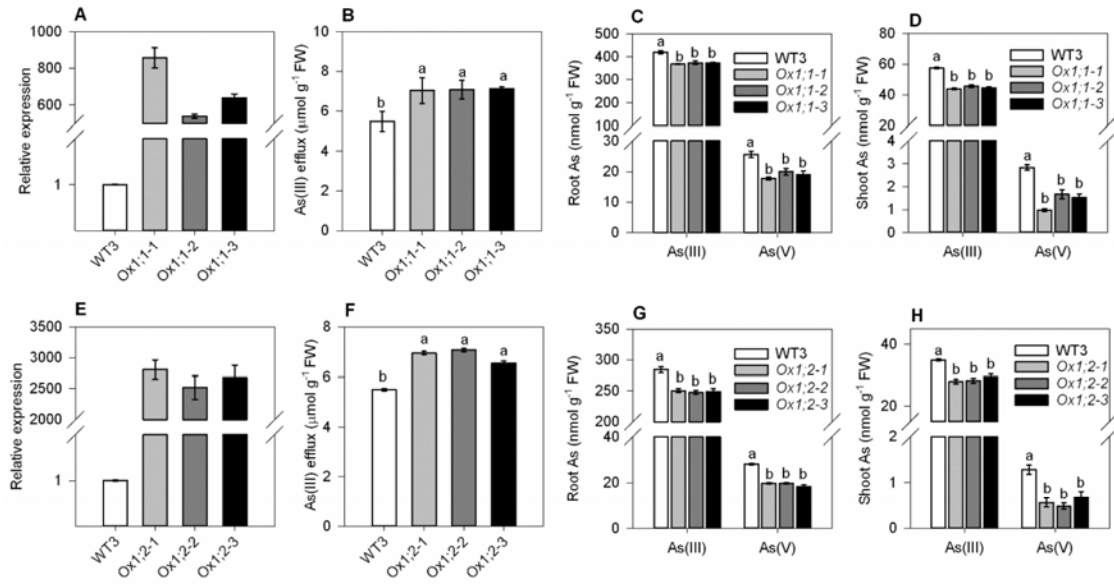 A
Relative expression
1000
800
600
1
WT3
Ox1;1-1
Ox1;1-2
Ox1;1-3
B
As(III) efflux (μmol g⁻¹ FW)
10
8
6
4
2
0
b
a
a
a
WT3
Ox1;1-1
Ox1;1-2
Ox1;1-3
C
Root As (nmol g⁻¹ FW)
500
400
300
200
100
30
20
10
0
a
b
b
b
a
b
b
b
WT3
Ox1;1-1
Ox1;1-2
Ox1;1-3
As(III)
As(V)
D
Shoot As (nmol g⁻¹ FW)
80
60
40
20
4
3
2
1
0
a
b
b
b
a
b
b
b
WT3
Ox1;1-1
Ox1;1-2
Ox1;1-3
As(III)
As(V)
E
Relative expression
3500
3000
2500
2000
1
WT3
Ox1;2-1
Ox1;2-2
Ox1;2-3
F
As(III) efflux (μmol g⁻¹ FW)
8
6
4
2
0
b
a
a
a
WT3
Ox1;2-1
Ox1;2-2
Ox1;2-3
G
Root As (nmol g⁻¹ FW)
350
300
250
200
40
20
0
a
b
b
b
a
b
b
b
WT3
Ox1;2-1
Ox1;2-2
Ox1;2-3
As(III)
As(V)
H
Shoot As (nmol g⁻¹ FW)
40
30
20
2
1
0
a
b
b
b
a
b
b
b
WT3
Ox1;2-1
Ox1;2-2
Ox1;2-3
As(III)
As(V)